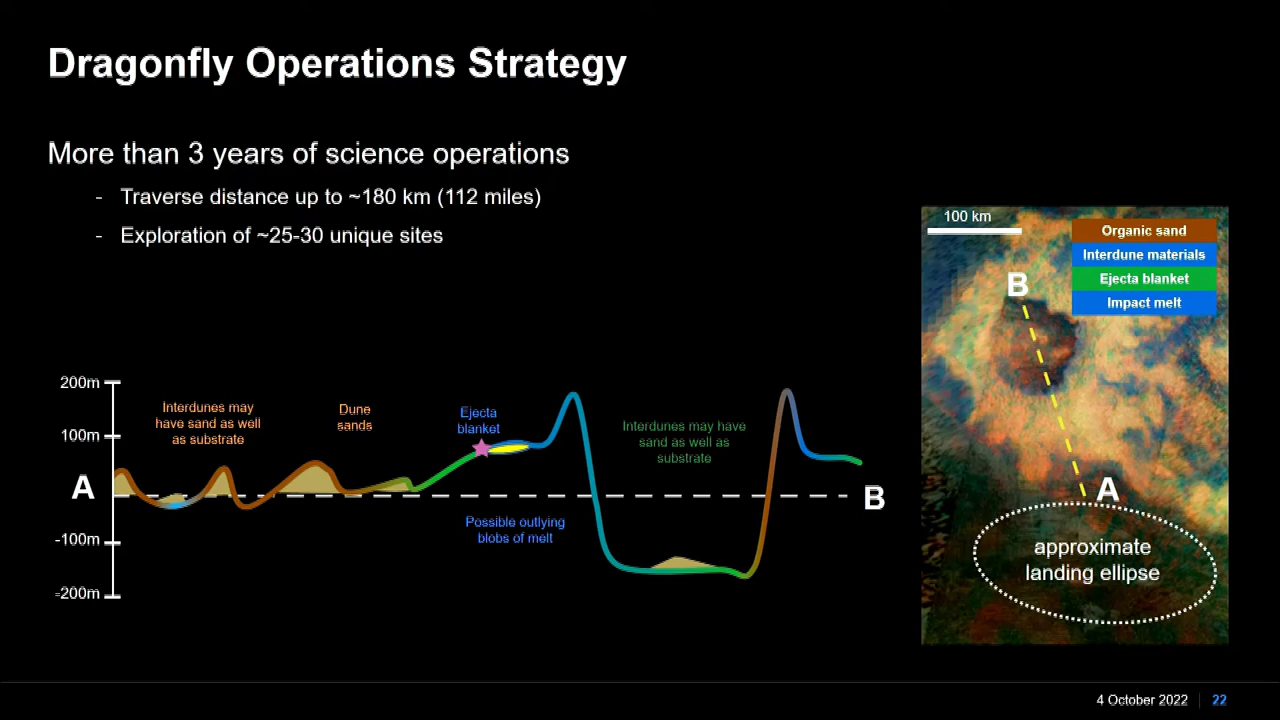 Dragonfly Operations Strategy
More than 3 years of science operations
- Traverse distance up to ~180 km (112 miles)
- Exploration of ~25-30 unique sites
200m
100m
A
-100m
-200m
Interdunes may
have sand as well
as substrate
Dune
sands
Ejecta
blanket
Possible outlying
blobs of melt
Interdunes may have
sand as well as
substrate
B
100 km
Organic sand
Interdune materials
Ejecta blanket
Impact melt
B
A
approximate
landing ellipse
4 October 2022 | 22